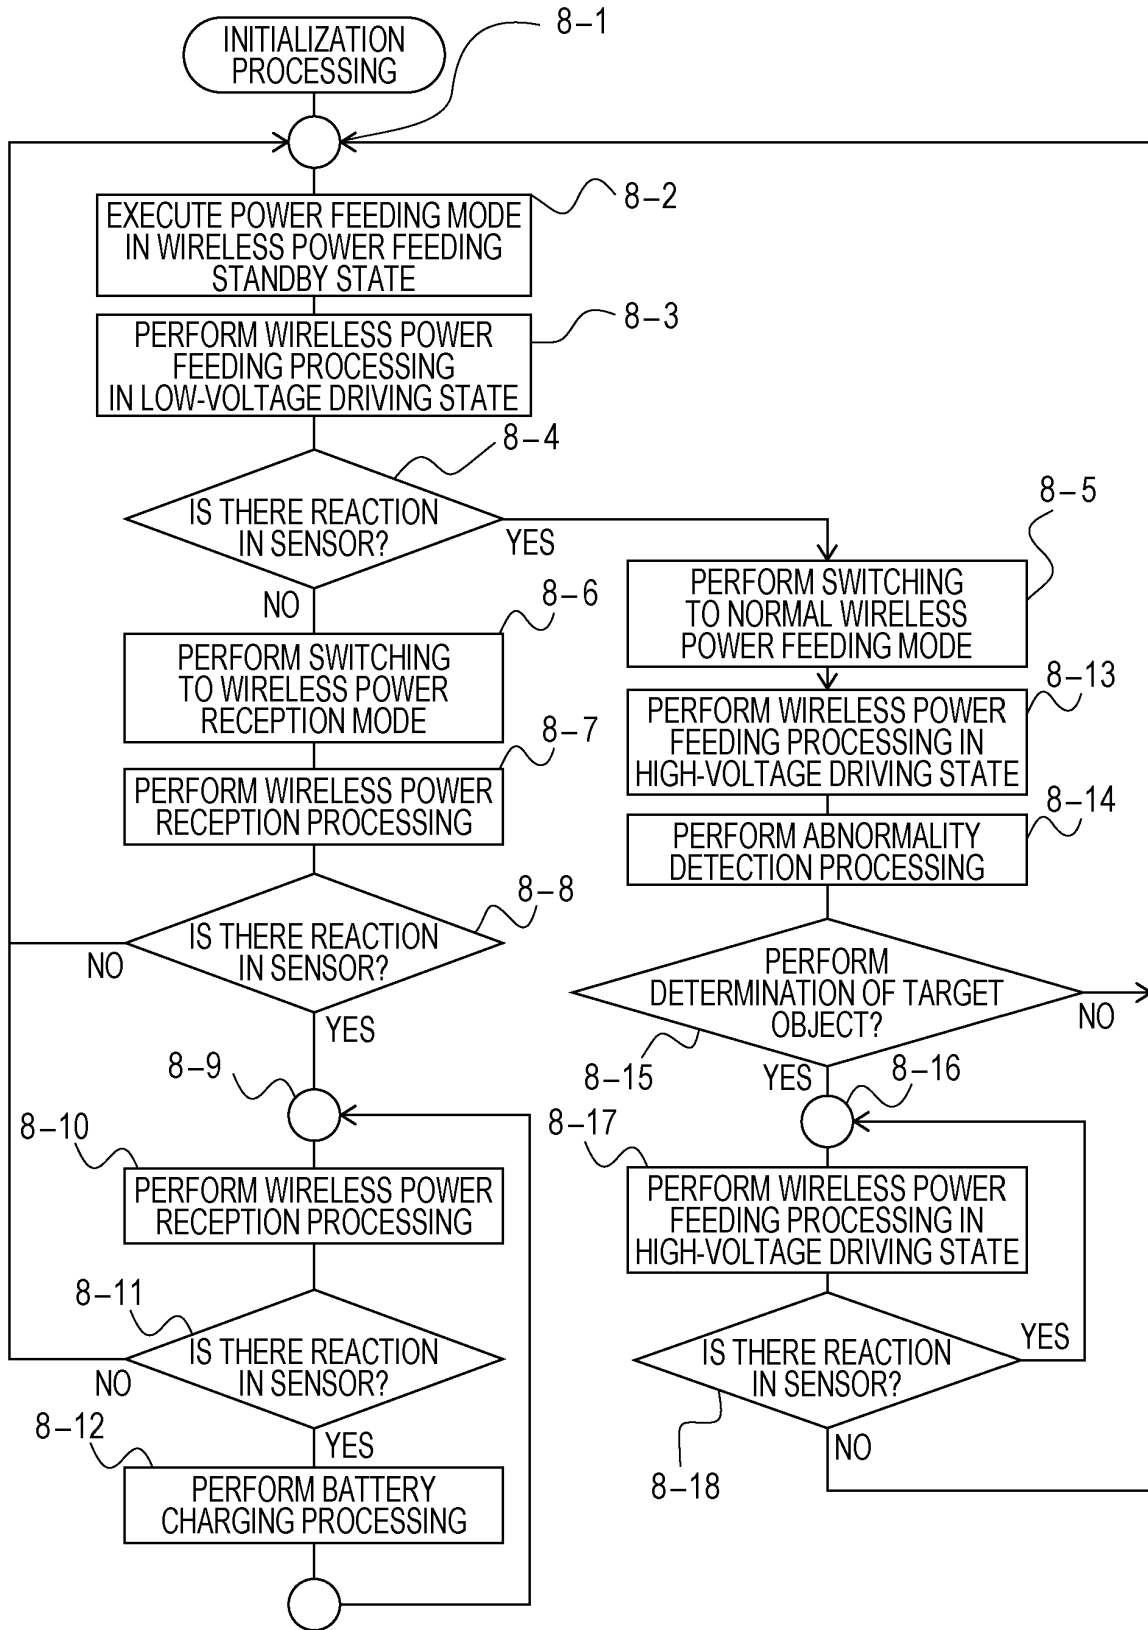 INITIALIZATION
PROCESSING
8-1
8-2
EXECUTE POWER FEEDING MODE
IN WIRELESS POWER FEEDING
STANDBY STATE
8-3
PERFORM WIRELESS POWER
FEEDING PROCESSING
IN LOW-VOLTAGE DRIVING STATE
8-4
IS THERE REACTION
IN SENSOR?
YES
NO
8-5
PERFORM SWITCHING
TO NORMAL WIRELESS
POWER FEEDING MODE
8-6
PERFORM SWITCHING
TO WIRELESS POWER
RECEPTION MODE
8-7
PERFORM WIRELESS POWER
RECEPTION PROCESSING
8-8
IS THERE REACTION
IN SENSOR?
NO
YES
8-9
8-10
PERFORM WIRELESS POWER
RECEPTION PROCESSING
8-11
IS THERE REACTION
IN SENSOR?
NO
YES
8-12
PERFORM BATTERY
CHARGING PROCESSING
8-13
PERFORM WIRELESS POWER
FEEDING PROCESSING IN
HIGH-VOLTAGE DRIVING STATE
8-14
PERFORM ABNORMALITY
DETECTION PROCESSING
PERFORM
DETERMINATION OF TARGET
OBJECT?
NO
8-15
YES
8-16
8-17
PERFORM WIRELESS POWER
FEEDING PROCESSING IN
HIGH-VOLTAGE DRIVING STATE
IS THERE REACTION
IN SENSOR?
YES
NO
8-18